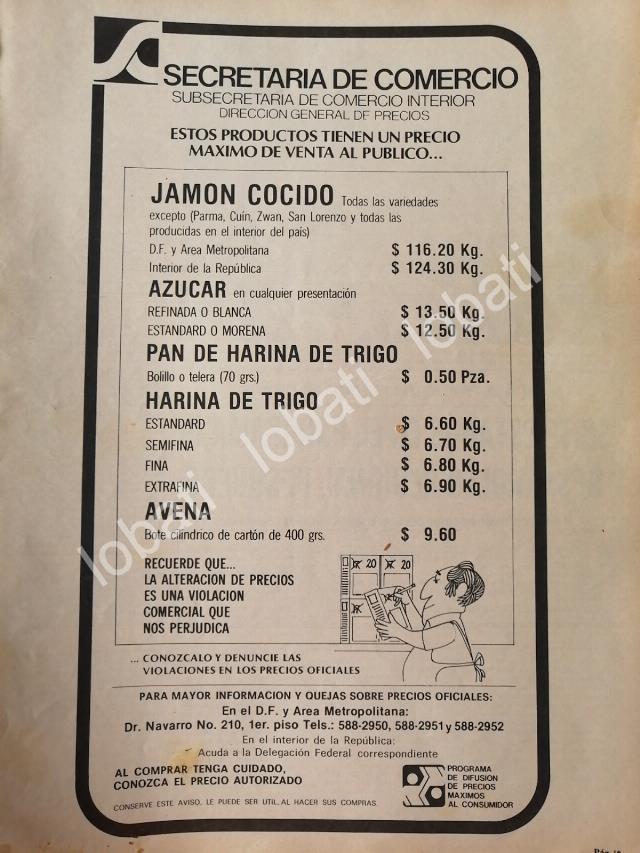 SECRETARIA DE COMERCIO
SUBSECRETARIA DE COMERCIO INTERIOR
DIRECCION GENERAL DE PRECIOS
ESTOS PRODUCTOS TIENEN UN PRECIO
MAXIMO DE VENTA AL PUBLICO...
JAMON COCIDO Todas las variedades
excepto (Parma, Cuín, Zwan, San Lorenzo y todas las
producidas en el interior del país)
D.F. y Area Metropolitana $ 116.20 Kg.
Interior de la República $ 124.30 Kg.
AZUCAR en cualquier presentación
REFINADA O BLANCA $ 13.50 Kg.
ESTANDARD O MORENA $ 12.50 Kg.
PAN DE HARINA DE TRIGO
Bolillo o telera (70 grs.) $ 0.50 Pza.
HARINA DE TRIGO
ESTANDARD $ 6.60 Kg.
SEMIFINA $ 6.70 Kg.
FINA $ 6.80 Kg.
EXTRAFINA $ 6.90 Kg.
AVENA
Bote cilíndrico de cartón de 400 grs. $ 9.60
RECUERDE QUE...
LA ALTERACION DE PRECIOS
ES UNA VIOLACION
COMERCIAL QUE
NOS PERJUDICA
20 20
... CONOZCALO Y DENUNCIE LAS
VIOLACIONES EN LOS PRECIOS OFICIALES
PARA MAYOR INFORMACION Y QUEJAS SOBRE PRECIOS OFICIALES:
En el D.F. y Area Metropolitana:
Dr. Navarro No. 210, 1er. piso Tels.: 588-2950, 588-2951 y 588-2952
En el interior de la República:
Acuda a la Delegación Federal correspondiente
AL COMPRAR TENGA CUIDADO,
CONOZCA EL PRECIO AUTORIZADO
CONSERVE ESTE AVISO, LE PUEDE SER UTIL, AL HACER SUS COMPRAS.
PROGRAMA
DE DIFUSION
DE PRECIOS
MAXIMOS
AL CONSUMIDOR
lobati lobati lobati